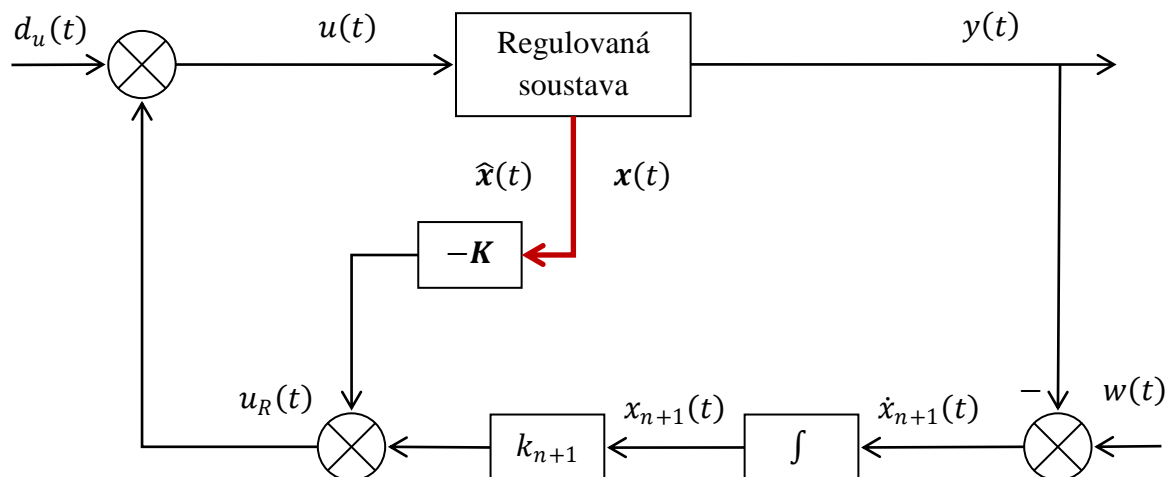 d_u(t)
u(t)
Regulovaná
soustava
y(t)
x̂(t)
x(t)
−K
u_R(t)
k_{n+1}
x_{n+1}(t)
∫
ẋ_{n+1}(t)
−
w(t)